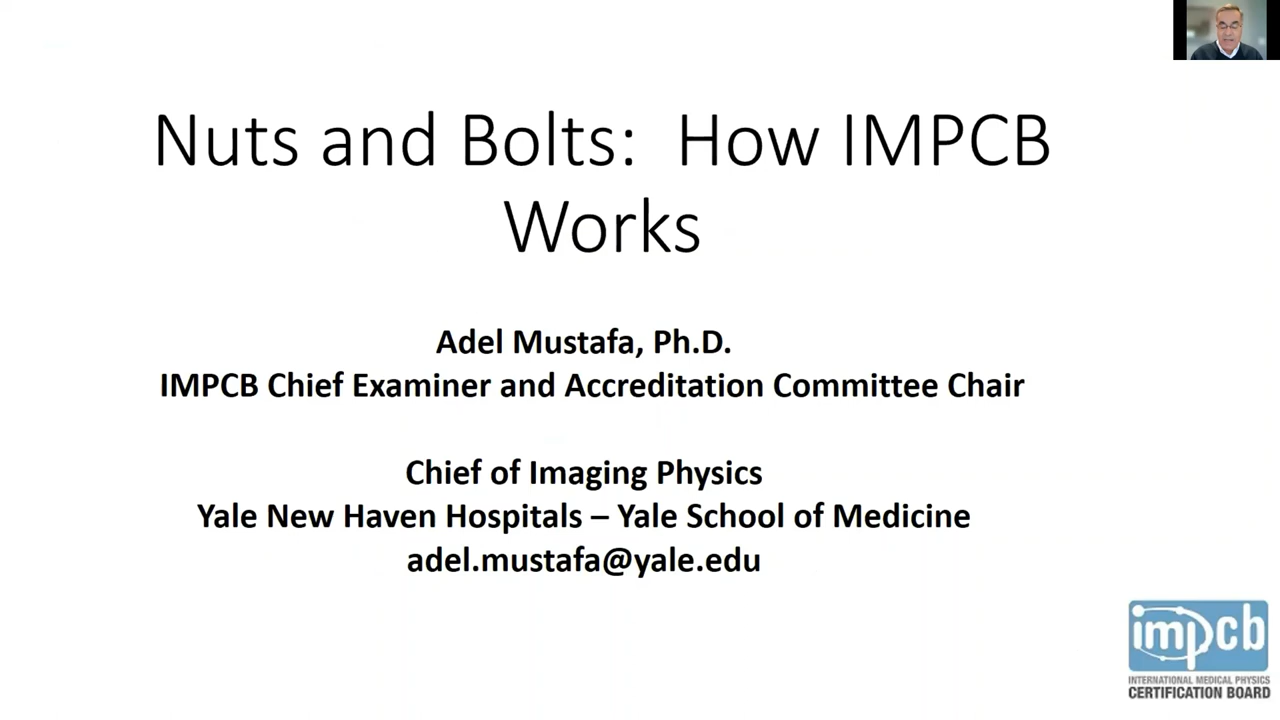 Nuts and Bolts: How IMPCB
Works
Adel Mustafa, Ph.D.
IMPCB Chief Examiner and Accreditation Committee Chair
Chief of Imaging Physics
Yale New Haven Hospitals – Yale School of Medicine
adel.mustafa@yale.edu
impcb
INTERNATIONAL MEDICAL PHYSICS
CERTIFICATION BOARD